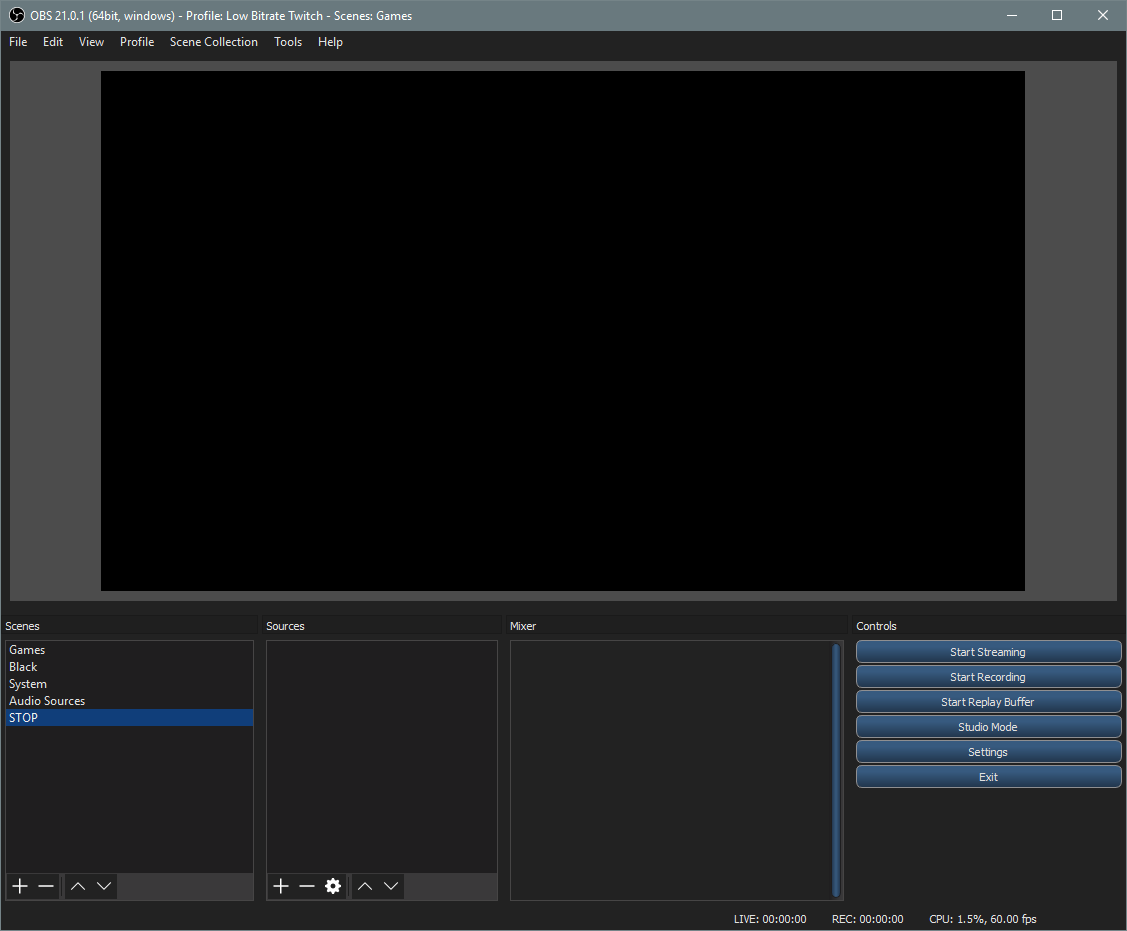 OBS 21.0.1 (64bit, windows) - Profile: Low Bitrate Twitch - Scenes: Games
File Edit View Profile Scene Collection Tools Help
Scenes
Games
Black
System
Audio Sources
STOP
Sources
Mixer
Controls
Start Streaming
Start Recording
Start Replay Buffer
Studio Mode
Settings
Exit
LIVE: 00:00:00 REC: 00:00:00 CPU: 1.5%, 60.00 fps